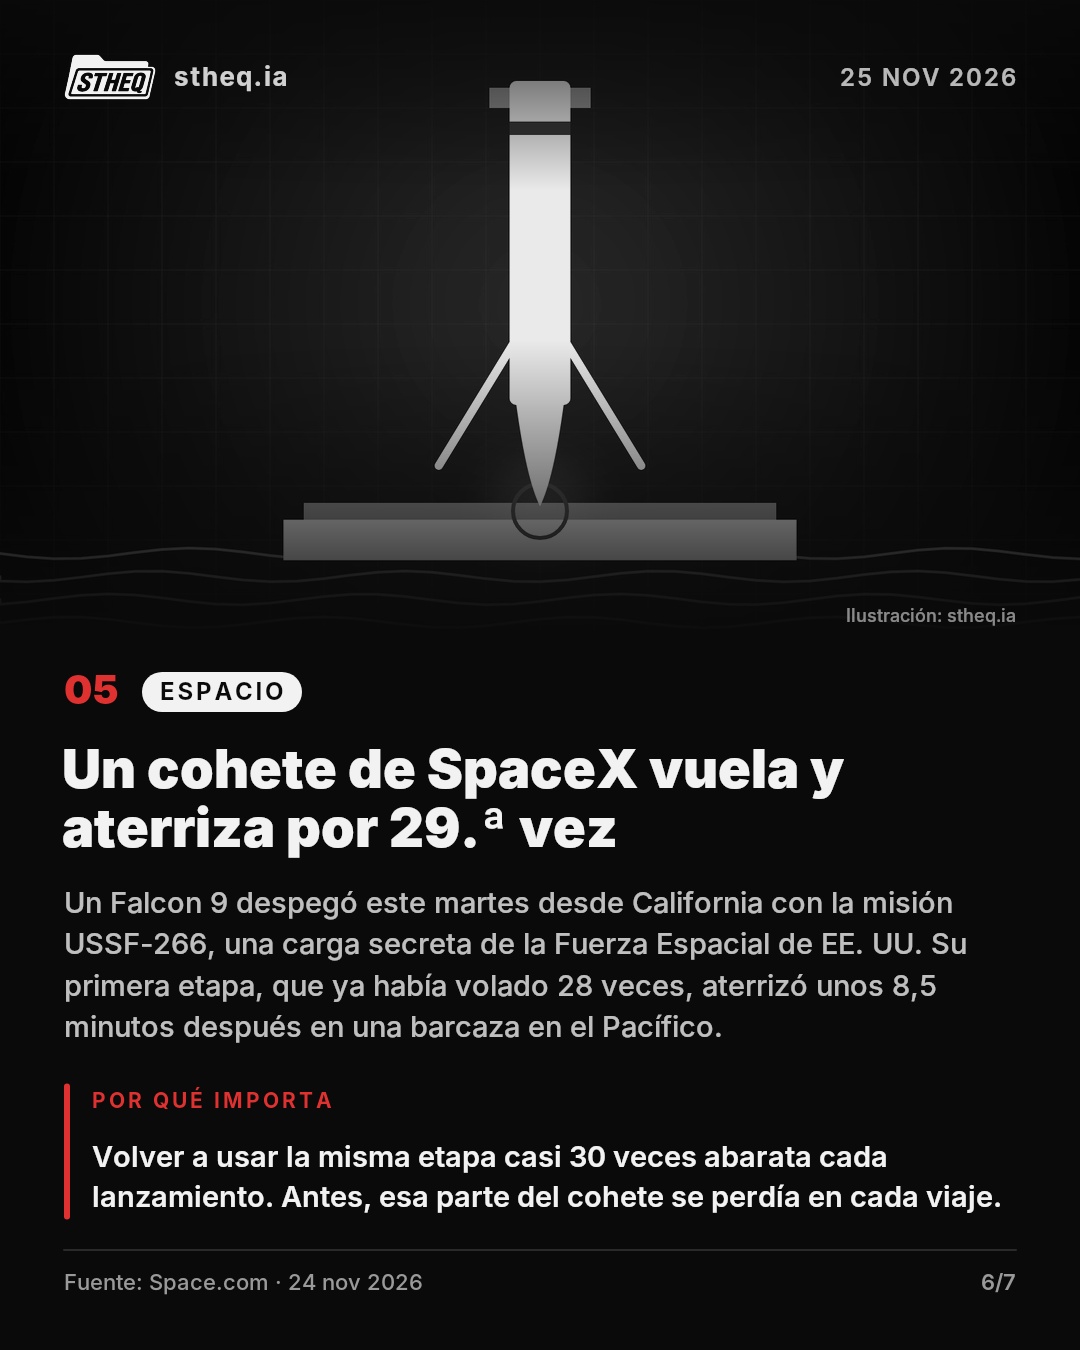 STHEQ stheq.ia
25 NOV 2026
Ilustración: stheq.ia
05 ESPACIO
Un cohete de SpaceX vuela y
aterriza por 29.ª vez
Un Falcon 9 despegó este martes desde California con la misión
USSF-266, una carga secreta de la Fuerza Espacial de EE. UU. Su
primera etapa, que ya había volado 28 veces, aterrizó unos 8,5
minutos después en una barcaza en el Pacífico.
POR QUÉ IMPORTA
Volver a usar la misma etapa casi 30 veces abarata cada
lanzamiento. Antes, esa parte del cohete se perdía en cada viaje.
Fuente: Space.com · 24 nov 2026
6/7